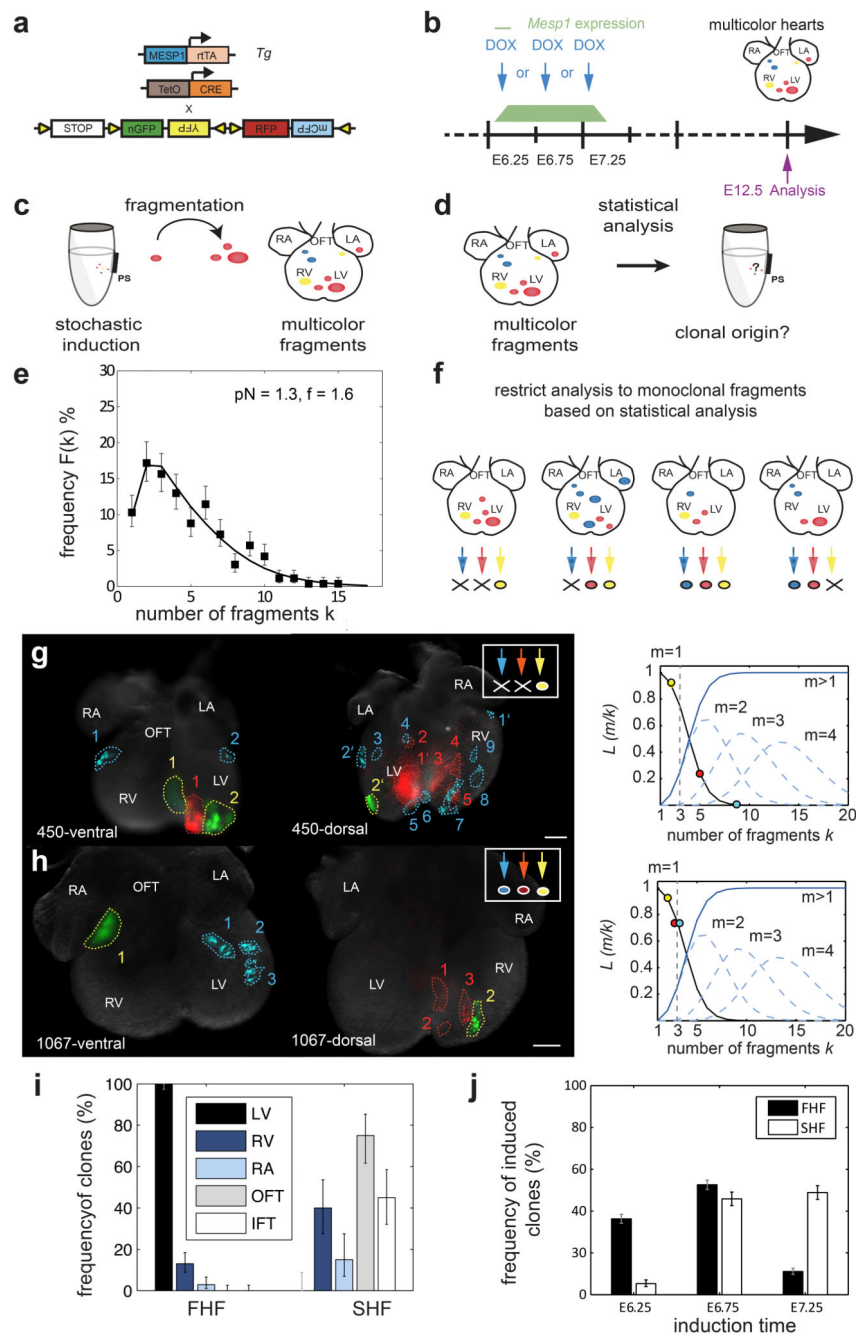 a
MESP1 rtTA Tg
TetO CRE
X
STOP nGFP YFP RFP mCFP
b
Mesp1 expression
DOX or DOX or DOX
multicolor hearts
RA OFT LA
RV LV
E6.25 E6.75 E7.25
E12.5 Analysis
c
fragmentation
PS
RA OFT LA
RV LV
stochastic induction
multicolor fragments
d
statistical analysis
RA OFT LA
RV LV
?
PS
multicolor fragments
clonal origin?
e
pN = 1.3, f = 1.6
frequency F(k) %
30
25
20
15
10
5
0
0 5 10 15
number of fragments k
f
restrict analysis to monoclonal fragments
based on statistical analysis
RA OFT LA RA OFT LA RA OFT LA RA OFT LA
RV LV RV LV RV LV RV LV
g
RA OFT LA
1 1 1 2 2
RV LV
450-ventral
LA RA
2' 3 4 2 1' 3 4 5 9 8 7 6 5 1' 2'
LV RV
450-dorsal
m=1
m>1
m=2
m=3
m=4
L (m/k)
1
0.8
0.6
0.4
0.2
1 3 5 10 15 20
number of fragments k
h
RA OFT LA
1 1 2 3
RV LV
1067-ventral
LA RA
1 2 3 2
LV RV
1067-dorsal
m=1
m>1
m=2
m=3
m=4
L (m/k)
1
0.8
0.6
0.4
0.2
0
1 3 5 10 15 20
number of fragments k
i
frequencyof clones (%)
100
80
60
40
20
0
LV
RV
RA
OFT
IFT
FHF SHF
j
frequency of induced
clones (%)
100
80
60
40
20
0
FHF
SHF
E6.25 E6.75 E7.25
induction time